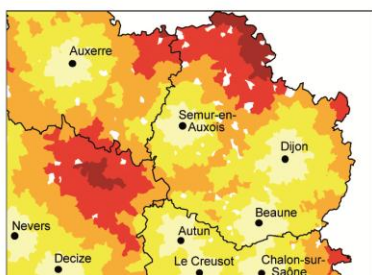 Auxerre
Semur-en-
Auxois
Dijon
Beaune
Nevers
Autun
Decize
Le Creusot
Chalon-sur-
Saône